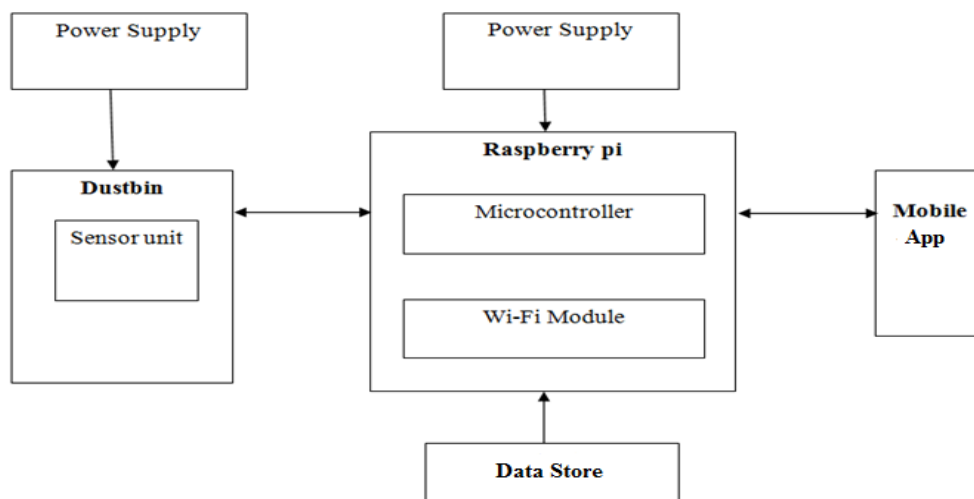 Power Supply
Power Supply
Raspberry pi
Dustbin
Microcontroller
Sensor unit
Mobile
App
Wi-Fi Module
Data Store